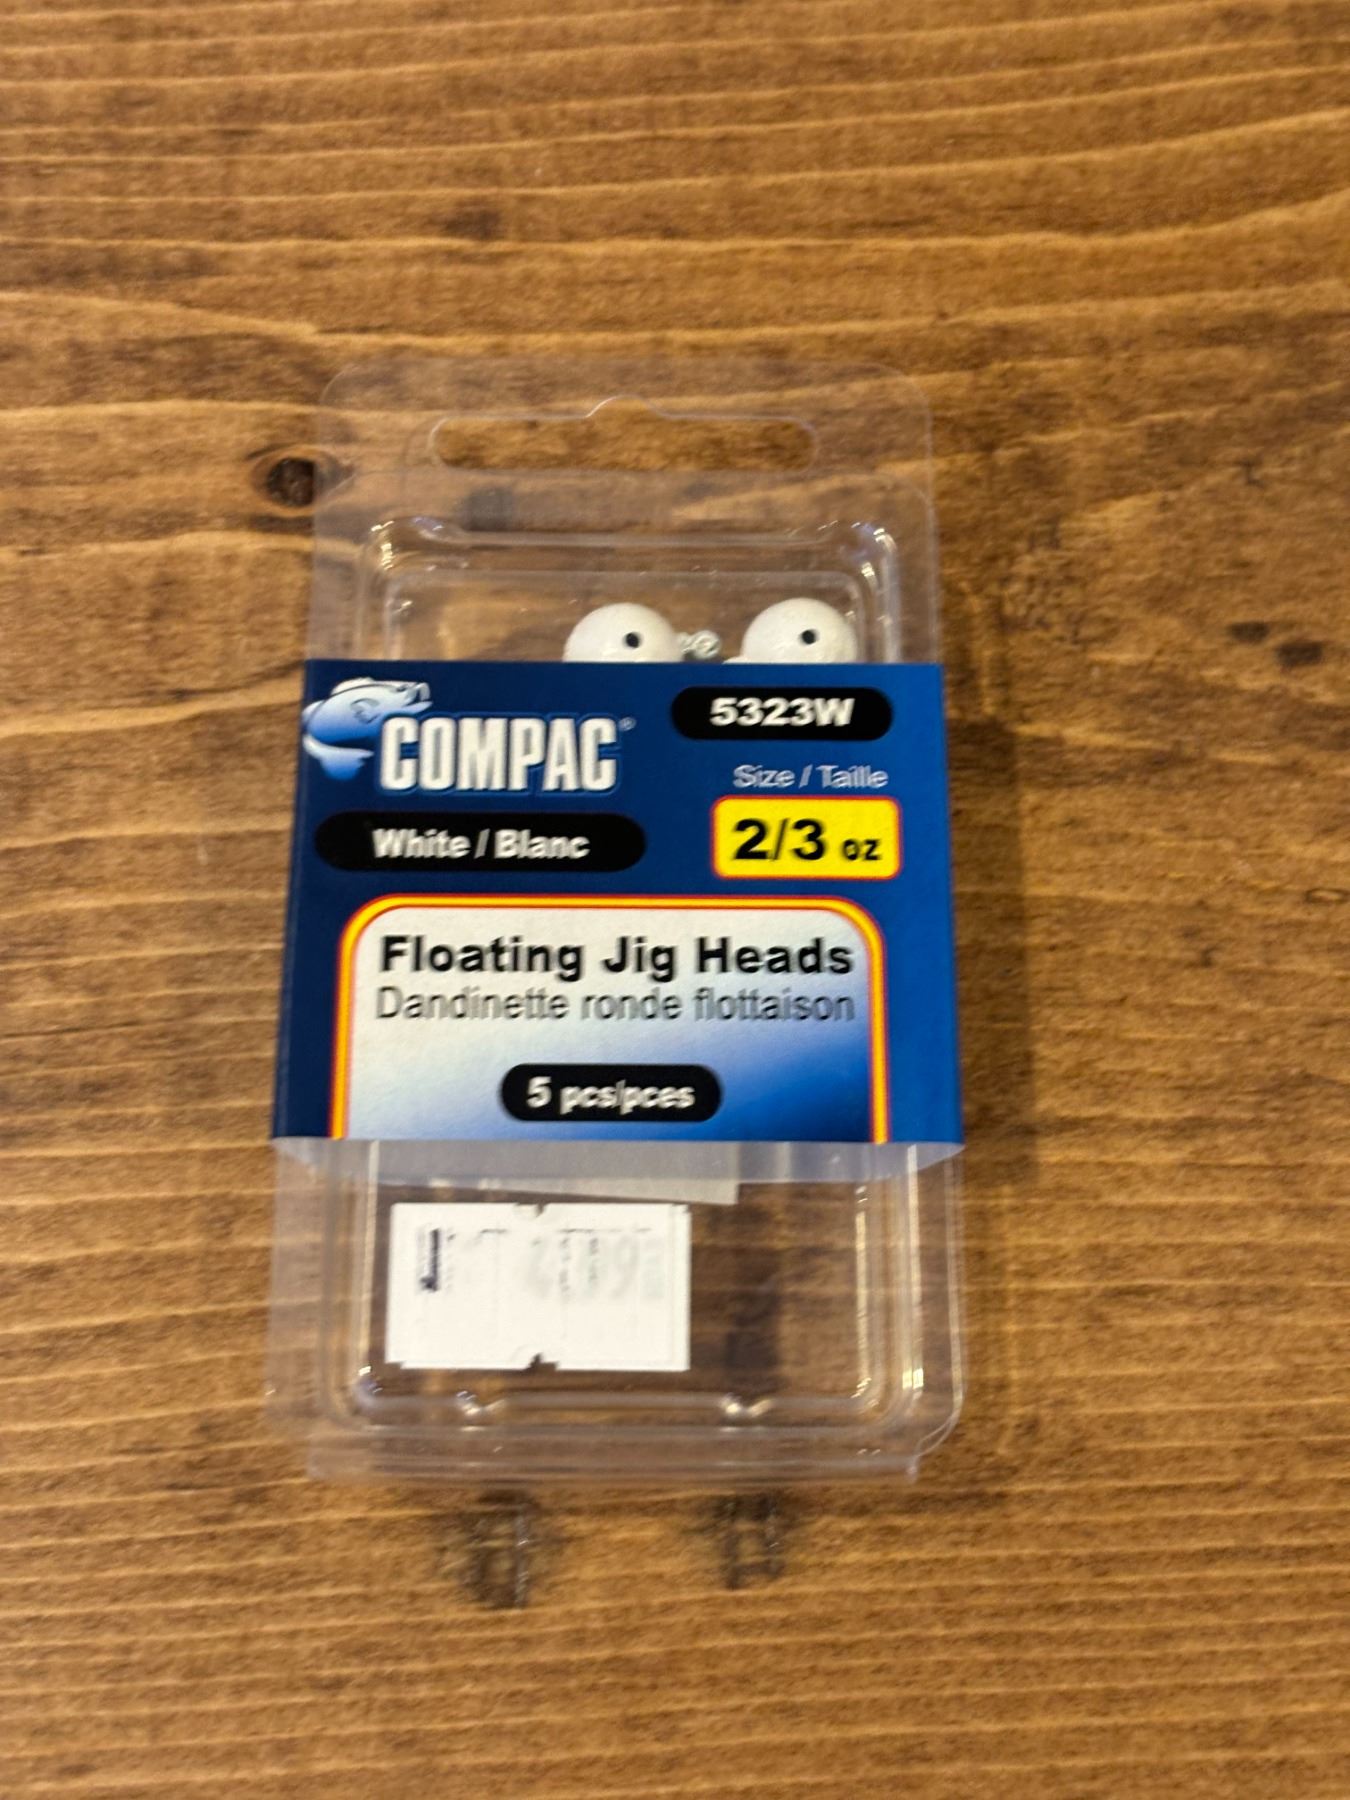 COMPAC®
5323W
Size / Taille
2/3 oz
White / Blanc
Floating Jig Heads
Dandinette ronde flottaison
5 pcs/pces